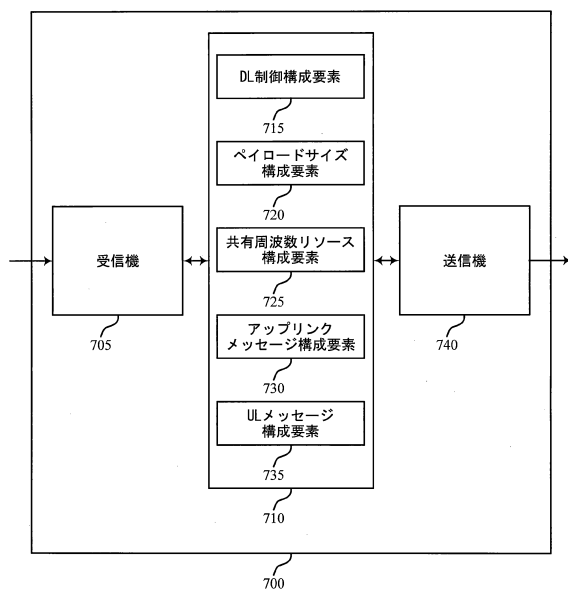 DL制御構成要素
715
ペイロードサイズ
構成要素
720
共有周波数リソース
構成要素
725
アップリンク
メッセージ構成要素
730
ULメッセージ
構成要素
735
710
受信機
705
送信機
740
700